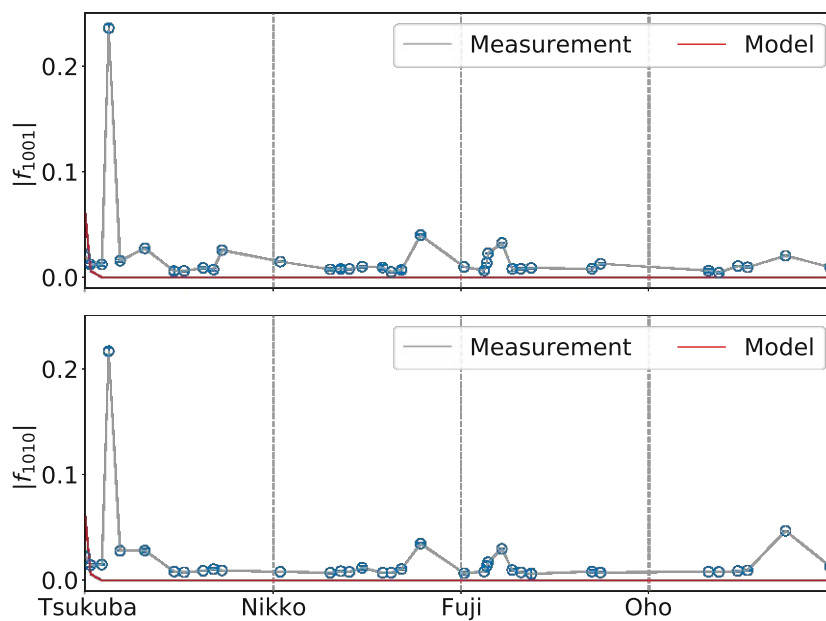 Measurement Model
0.2
0.1
0.0
|f1001|
Measurement Model
0.2
0.1
0.0
|f1010|
Tsukuba Nikko Fuji Oho